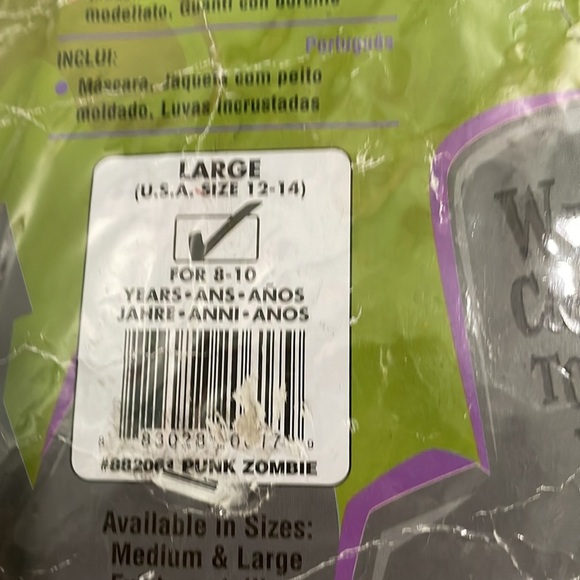 modellato, Guanti con
Português
INCLUI:
• Máscara, Jaqueta com peito
moldado, Luvas incrustadas
LARGE
(U.S.A. SIZE 12-14)
FOR 8-10
YEARS•ANS•AÑOS
JAHRE•ANNI•ANOS
PUNK ZOMBIE
Available in Sizes:
Medium & Large